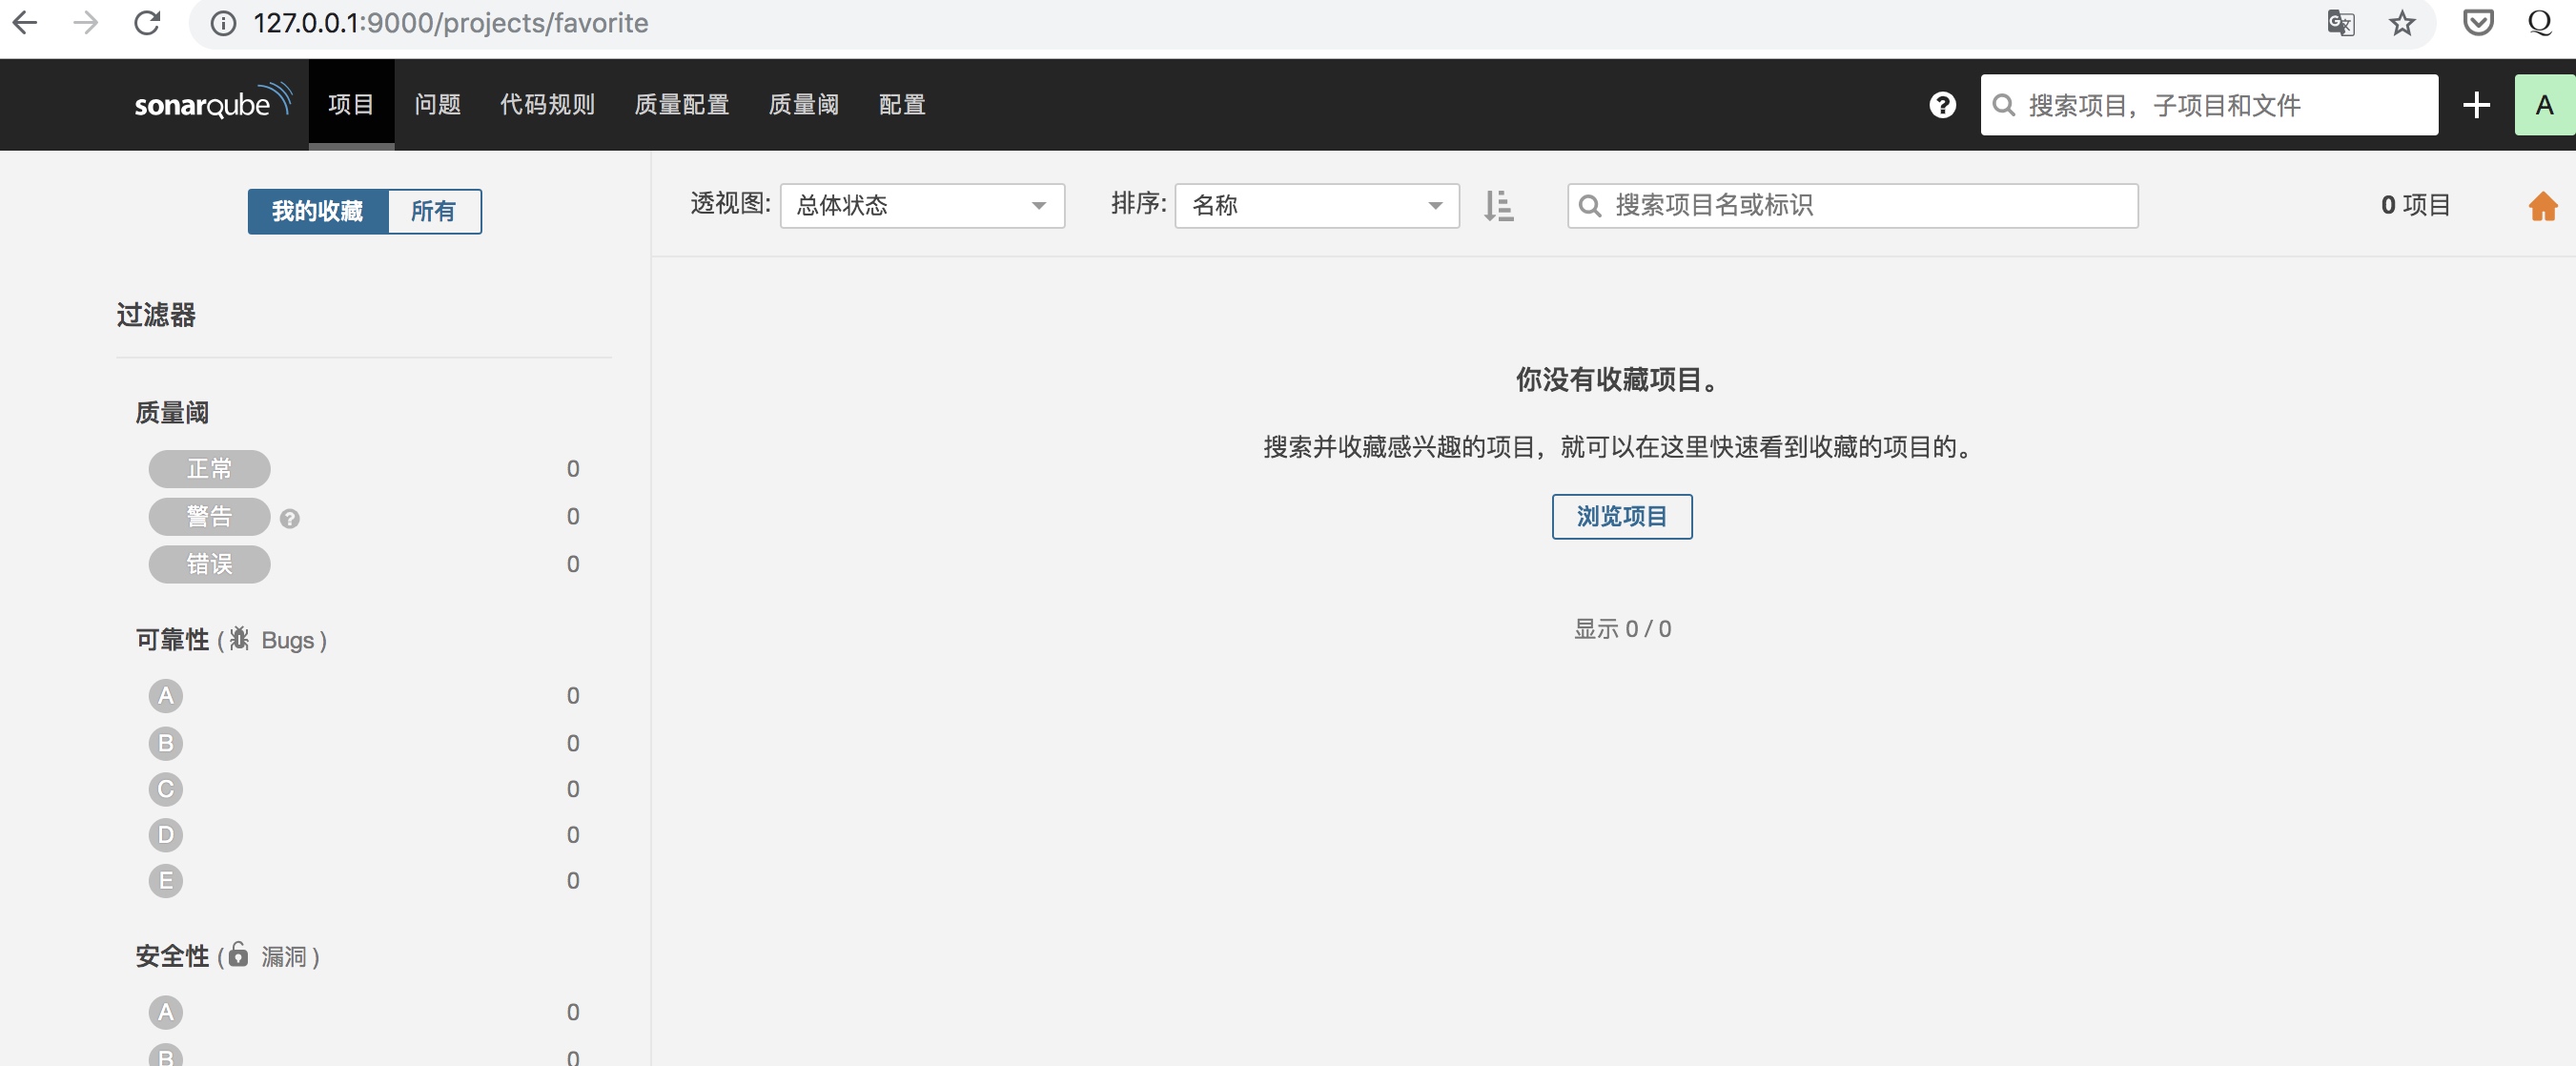 127.0.0.1:9000/projects/favorite
sonarqube 项目 问题 代码规则 质量配置 质量阈 配置 搜索项目，子项目和文件 A
我的收藏 所有
透视图: 总体状态 排序: 名称 搜索项目名或标识 0 项目
过滤器
质量阈
正常 0
警告 0
错误 0
可靠性 ( Bugs )
A 0
B 0
C 0
D 0
E 0
安全性 ( 漏洞 )
A 0
B 0
你没有收藏项目。
搜索并收藏感兴趣的项目，就可以在这里快速看到收藏的项目的。
浏览项目
显示 0 / 0